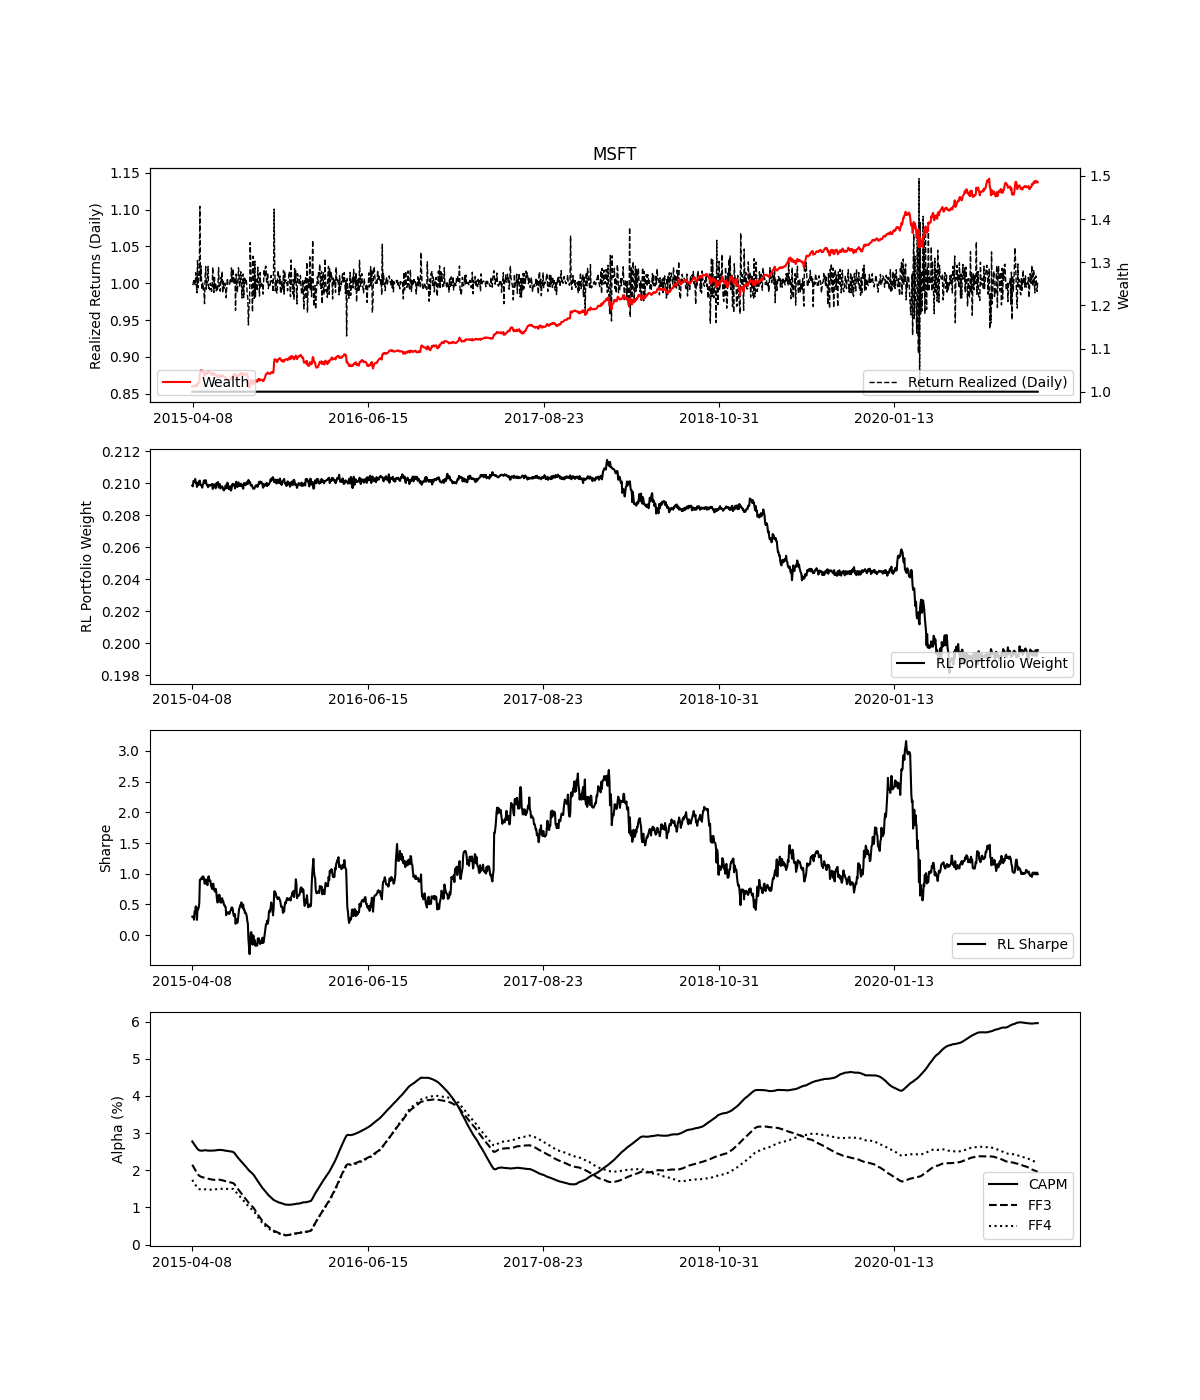 MSFT
1.15
1.10
1.05
1.00
0.95
0.90
0.85
Realized Returns (Daily)
1.5
1.4
1.3
1.2
1.1
1.0
Wealth
Wealth
Return Realized (Daily)
2015-04-08 2016-06-15 2017-08-23 2018-10-31 2020-01-13
0.212
0.210
0.208
0.206
0.204
0.202
0.200
0.198
RL Portfolio Weight
RL Portfolio Weight
2015-04-08 2016-06-15 2017-08-23 2018-10-31 2020-01-13
3.0
2.5
2.0
1.5
1.0
0.5
0.0
Sharpe
RL Sharpe
2015-04-08 2016-06-15 2017-08-23 2018-10-31 2020-01-13
6
5
4
3
2
1
0
Alpha (%)
CAPM
FF3
FF4
2015-04-08 2016-06-15 2017-08-23 2018-10-31 2020-01-13